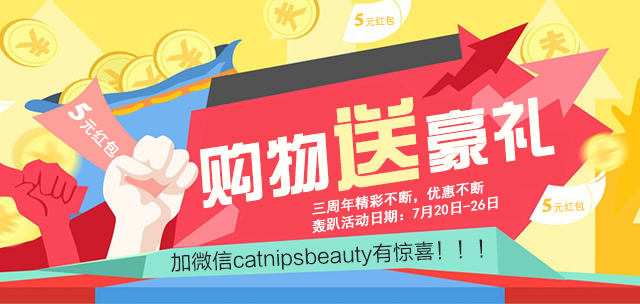 5元红包
5元红包
购物送豪礼
三周年精彩不断，优惠不断
轰趴活动日期：7月20日-26日
5元红包
加微信catnipsbeauty有惊喜！！！